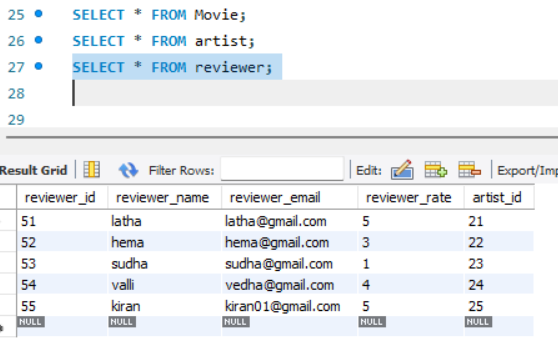 25 SELECT * FROM Movie;
26 SELECT * FROM artist;
27 SELECT * FROM reviewer;
28
29
Result Grid Filter Rows: Edit: Export/Imp
reviewer_id reviewer_name reviewer_email reviewer_rate artist_id
51 latha latha@gmail.com 5 21
52 hema hema@gmail.com 3 22
53 sudha sudha@gmail.com 1 23
54 valli vedha@gmail.com 4 24
55 kiran kiran01@gmail.com 5 25
NULL NULL NULL NULL NULL